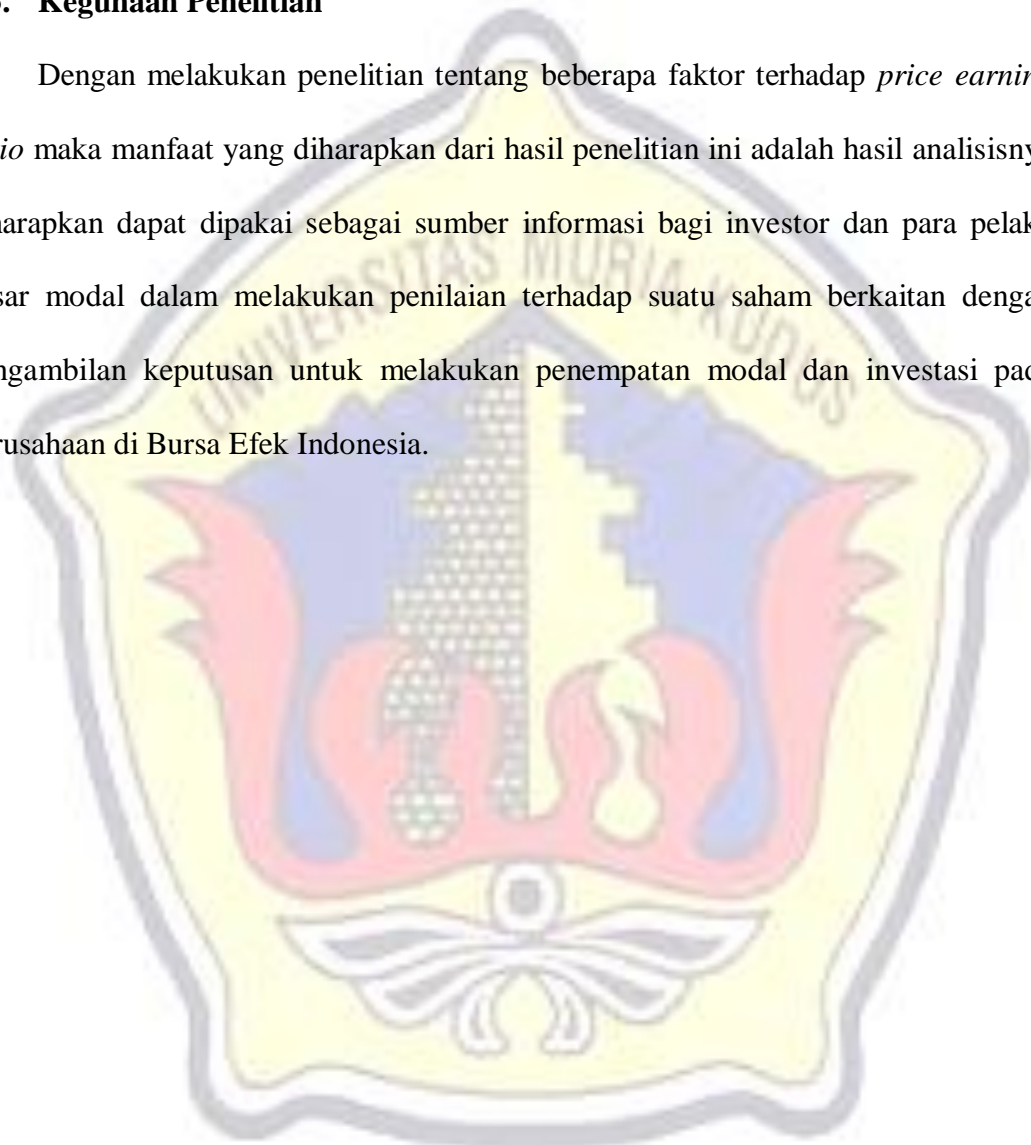 Kegunaan Penelitian
Dengan melakukan penelitian tentang beberapa faktor terhadap price earnin
io maka manfaat yang diharapkan dari hasil penelitian ini adalah hasil analisisny
harapkan dapat dipakai sebagai sumber informasi bagi investor dan para pelak
sar modal dalam melakukan penilaian terhadap suatu saham berkaitan denga
ngambilan keputusan untuk melakukan penempatan modal dan investasi pad
rusahaan di Bursa Efek Indonesia.
UNIVERSITAS MURIA KUDUS